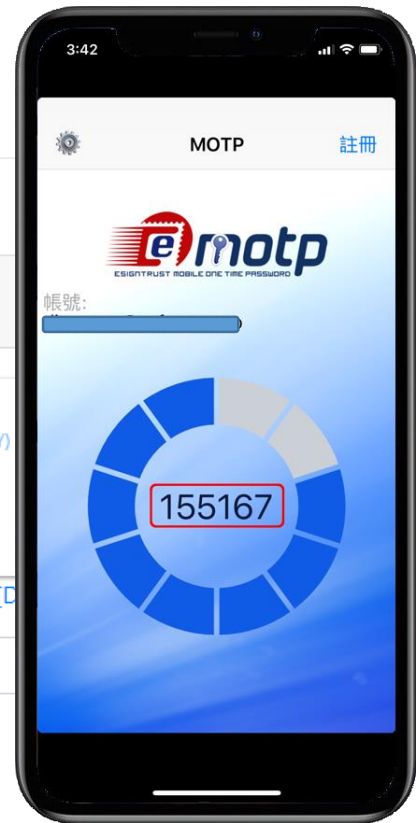 3:42
MOTP
註冊
e motp
ESIGNTRUST MOBILE ONE TIME PASSWORD
帳號:
155167
Y)
[D